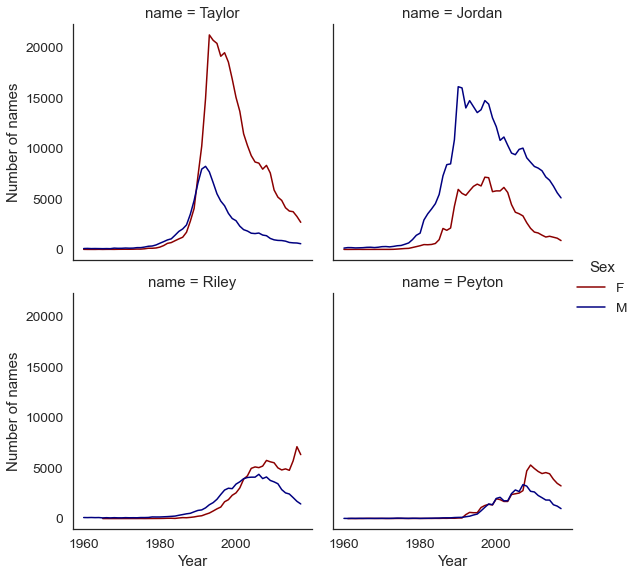 name = Taylor
name = Jordan
20000
15000
10000
5000
0
Number of names
Sex
F
M
name = Riley
name = Peyton
20000
15000
10000
5000
0
Number of names
1960
1980
2000
1960
1980
2000
Year
Year